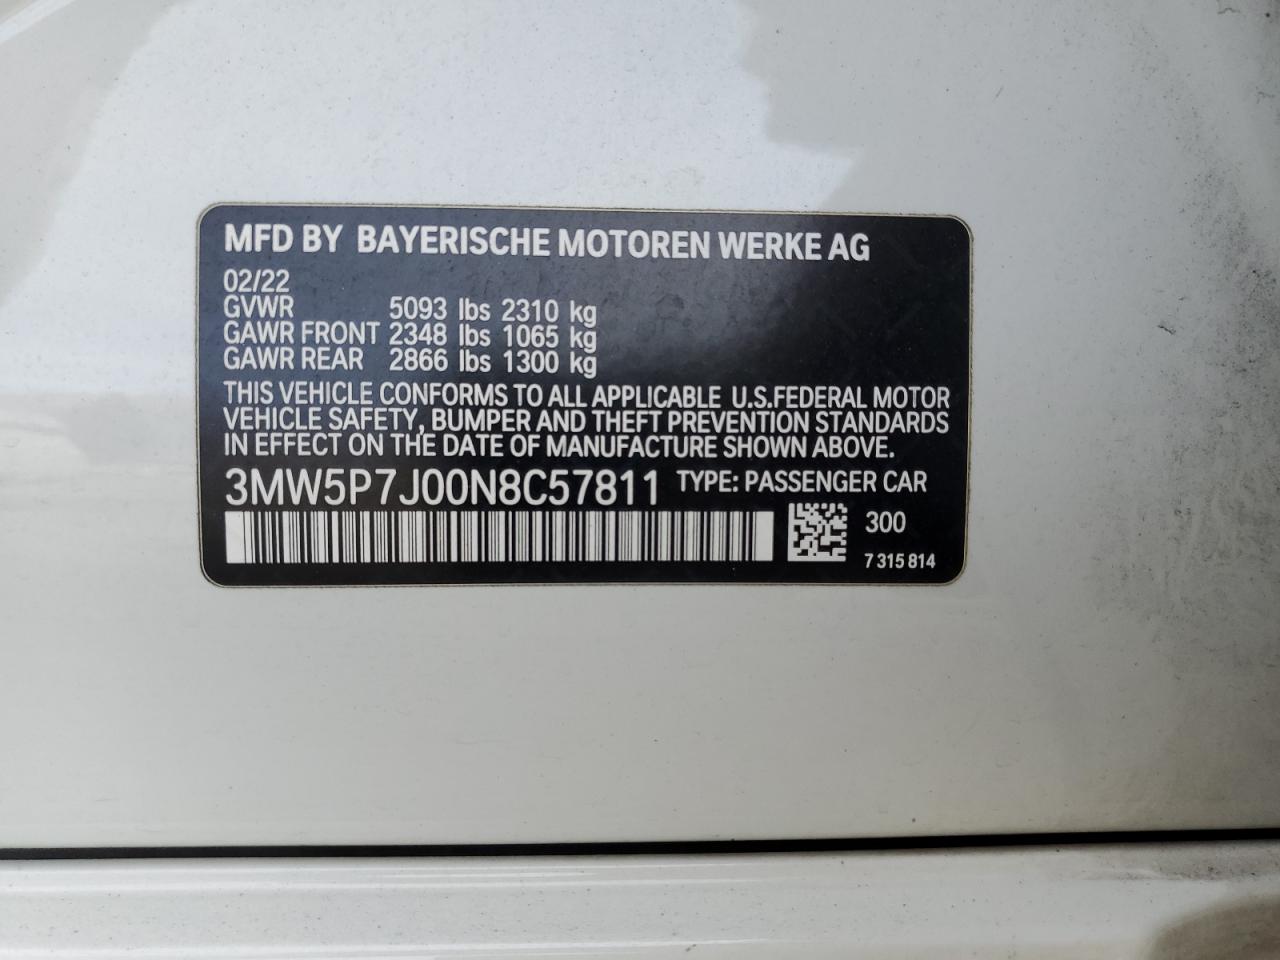 MFD BY BAYERISCHE MOTOREN WERKE AG
02/22
GVWR 5093 lbs 2310 kg
GAWR FRONT 2348 lbs 1065 kg
GAWR REAR 2866 lbs 1300 kg
THIS VEHICLE CONFORMS TO ALL APPLICABLE U.S.FEDERAL MOTOR
VEHICLE SAFETY, BUMPER AND THEFT PREVENTION STANDARDS
IN EFFECT ON THE DATE OF MANUFACTURE SHOWN ABOVE.
3MW5P7J00N8C57811 TYPE: PASSENGER CAR
300
7 315 814